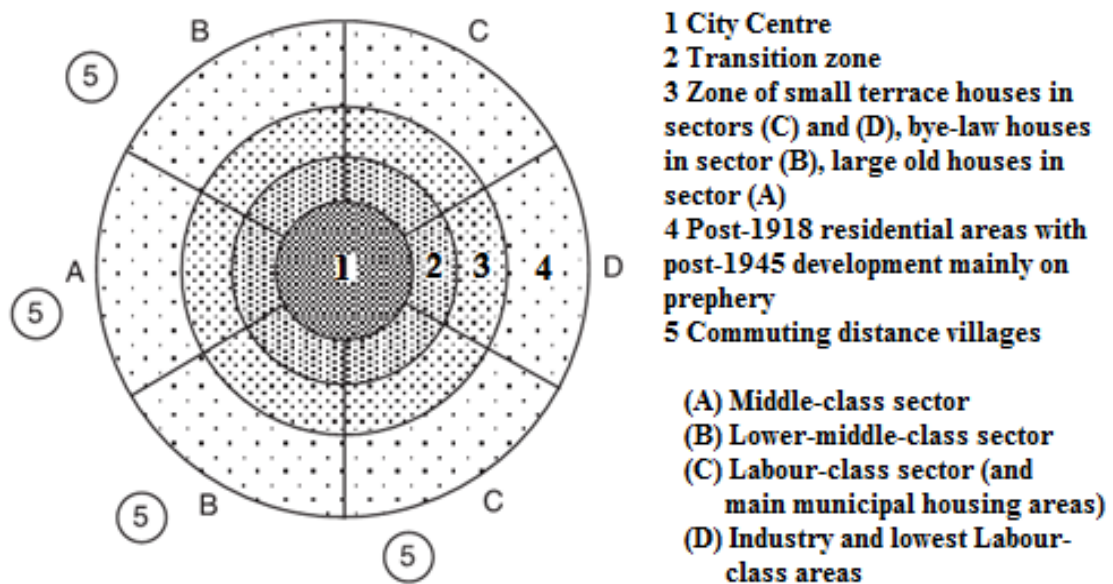 B
C
5
A
1
2
3
4
D
5
B
C
5
5
1 City Centre
2 Transition zone
3 Zone of small terrace houses in
sectors (C) and (D), bye-law houses
in sector (B), large old houses in
sector (A)
4 Post-1918 residential areas with
post-1945 development mainly on
prephery
5 Commuting distance villages
(A) Middle-class sector
(B) Lower-middle-class sector
(C) Labour-class sector (and
main municipal housing areas)
(D) Industry and lowest Labour-
class areas